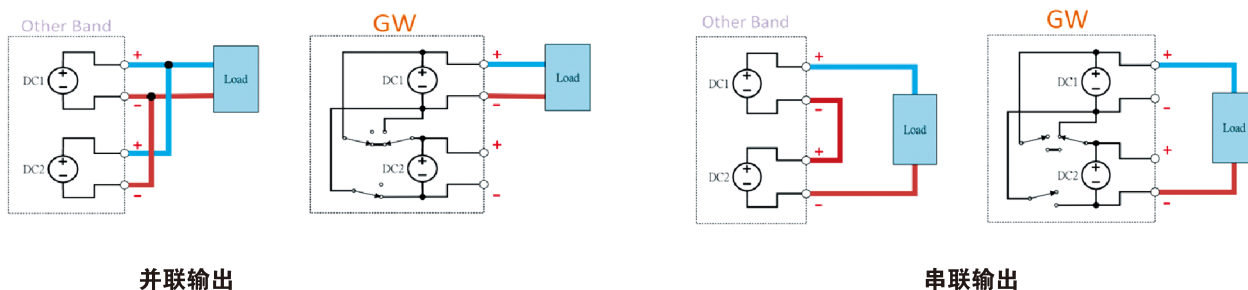 Other Band
DC1
+
−
DC2
+
−
Load
GW
DC1
+
−
DC2
+
−
Load
Other Band
DC1
+
−
DC2
+
−
Load
GW
DC1
+
−
DC2
+
−
Load
并联输出
串联输出